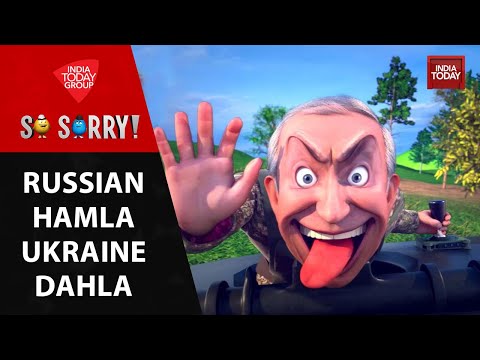 INDIA
TODAY
GROUP
SO SORRY!
RUSSIAN
HAMLA
UKRAINE
DAHLA
INDIA
TODAY